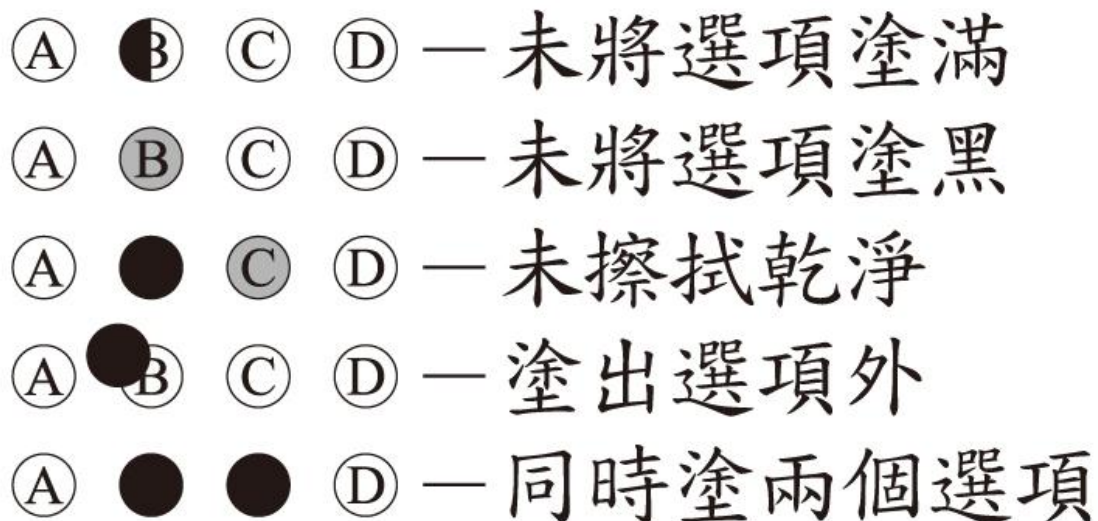 Ⓐ Ⓑ Ⓒ Ⓓ — 未將選項塗滿
Ⓐ Ⓑ Ⓒ Ⓓ — 未將選項塗黑
Ⓐ ● Ⓒ Ⓓ — 未擦拭乾淨
Ⓐ Ⓑ Ⓒ Ⓓ — 塗出選項外
Ⓐ ● ● Ⓓ — 同時塗兩個選項